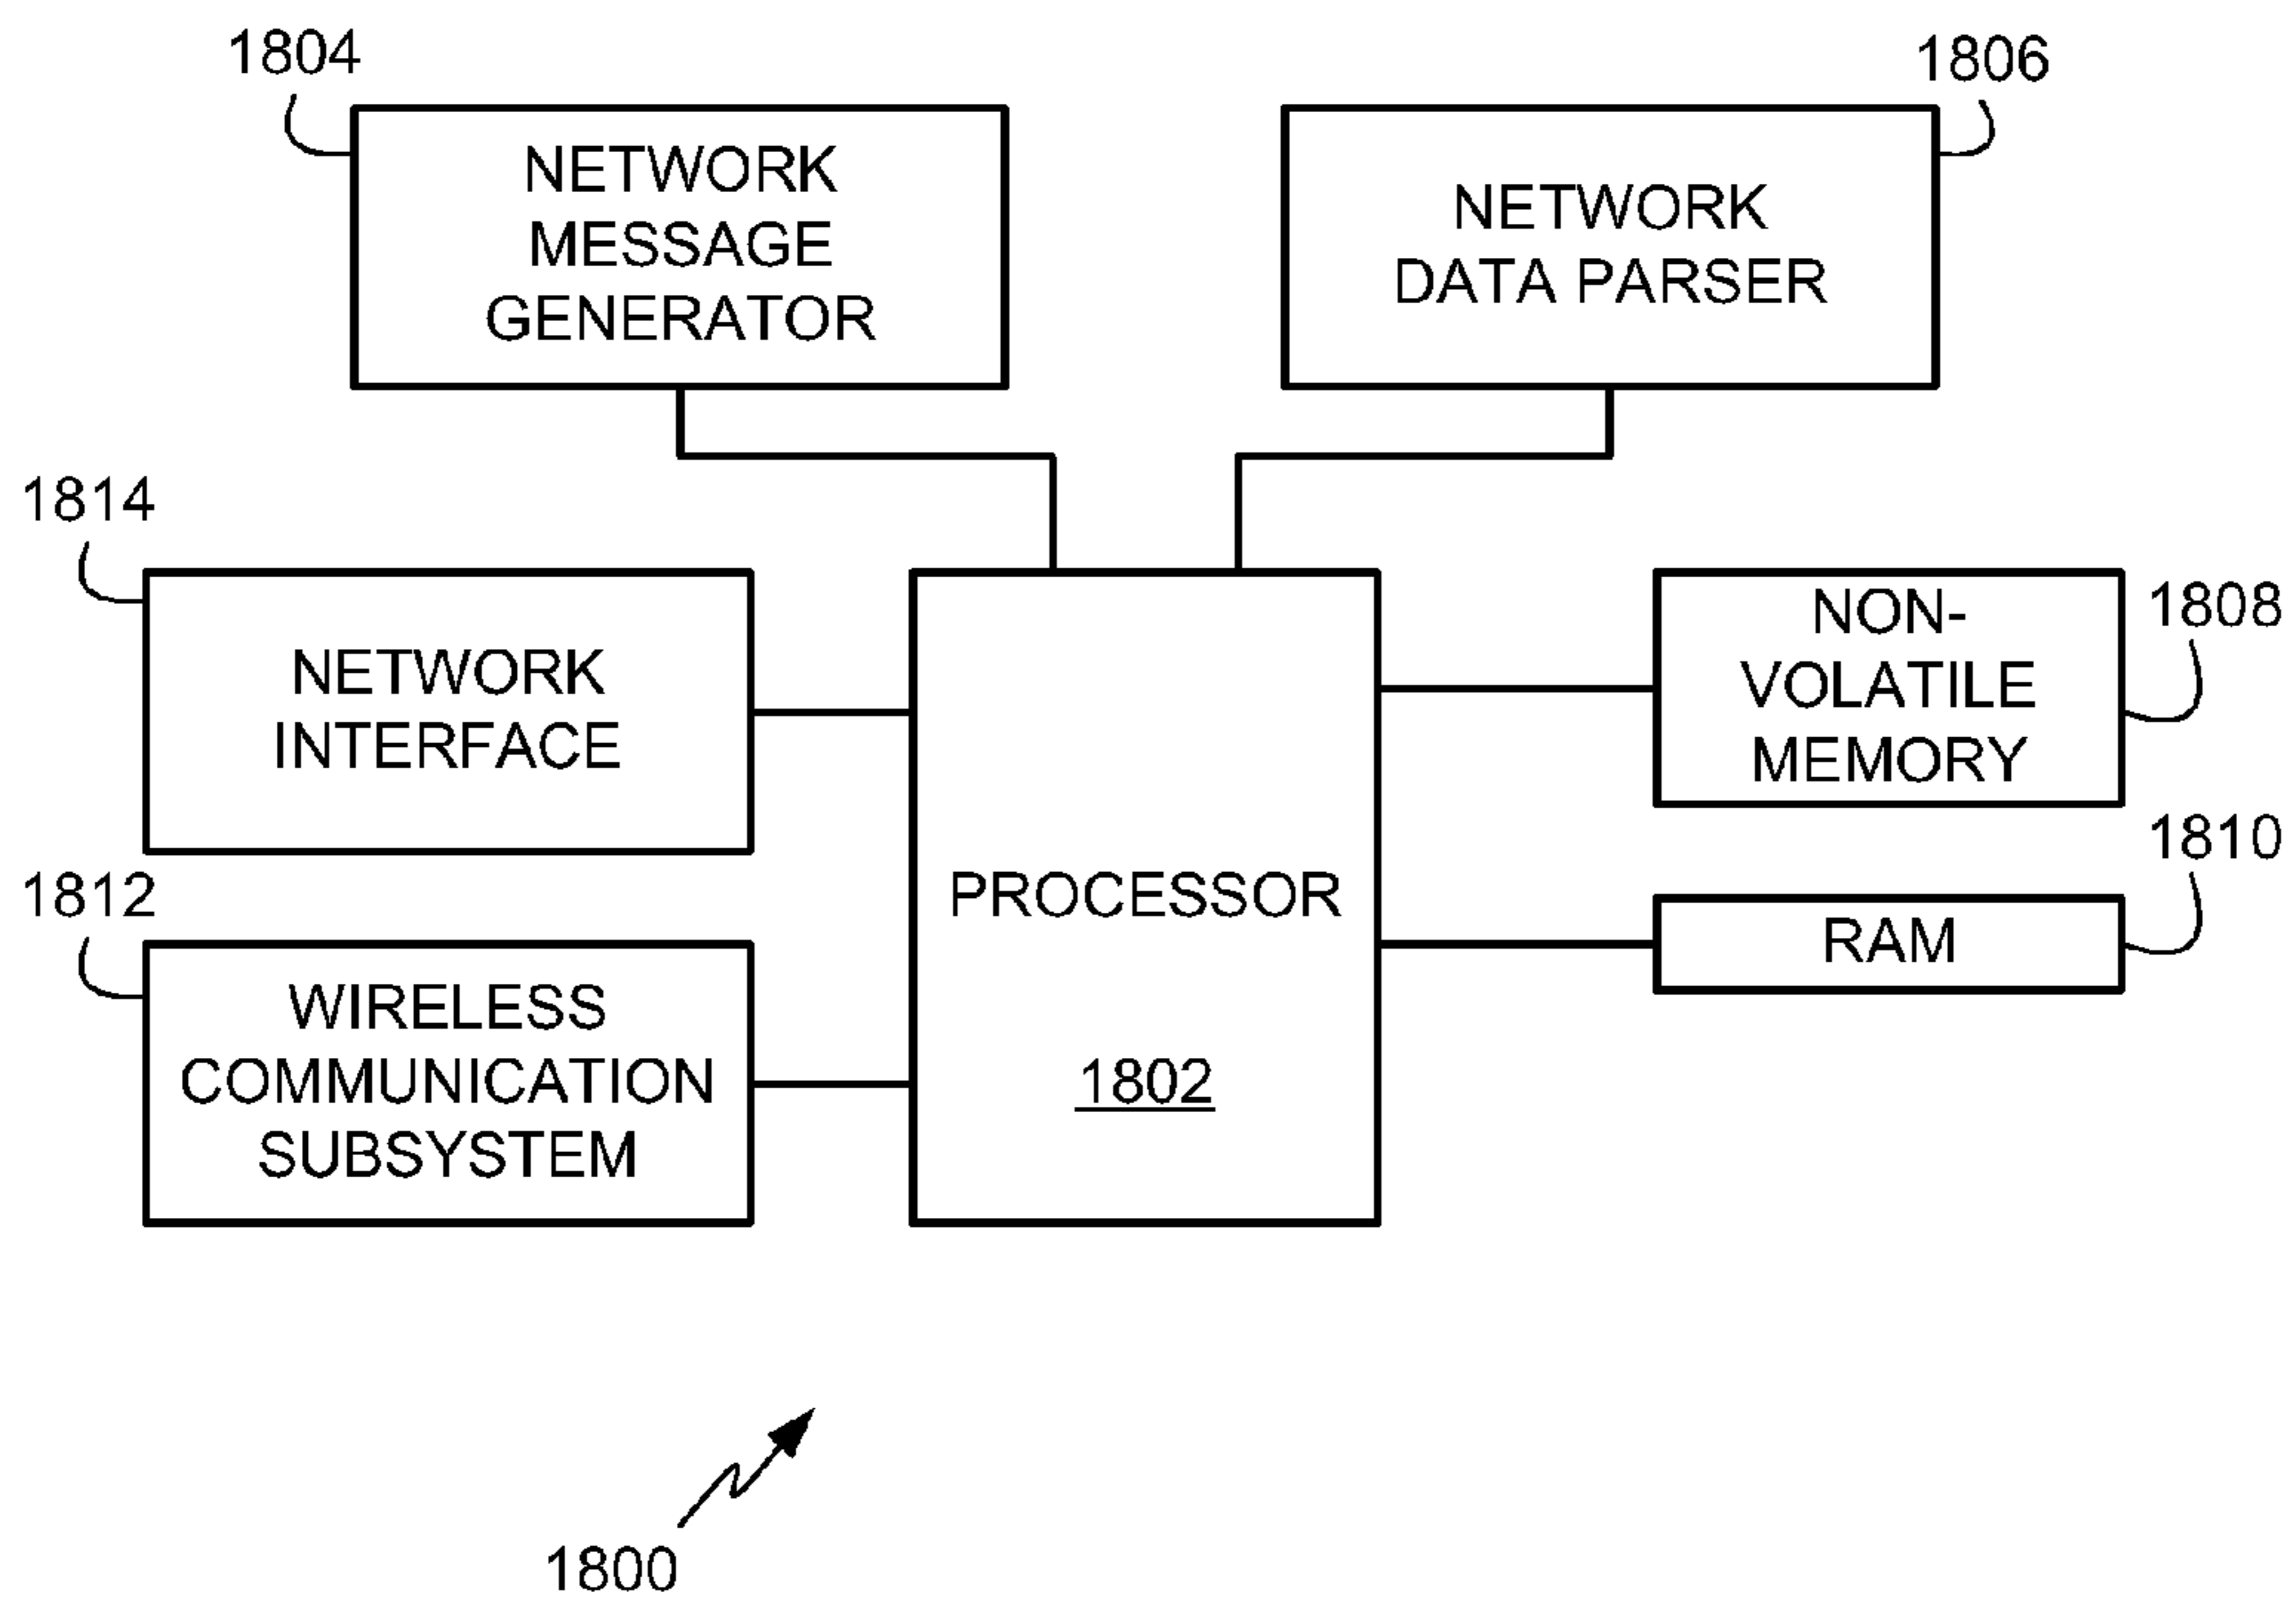 1804
NETWORK
MESSAGE
GENERATOR
1806
NETWORK
DATA PARSER
1814
NETWORK
INTERFACE
1812
WIRELESS
COMMUNICATION
SUBSYSTEM
PROCESSOR
1802
NON-
VOLATILE
MEMORY
1808
1810
RAM
1800